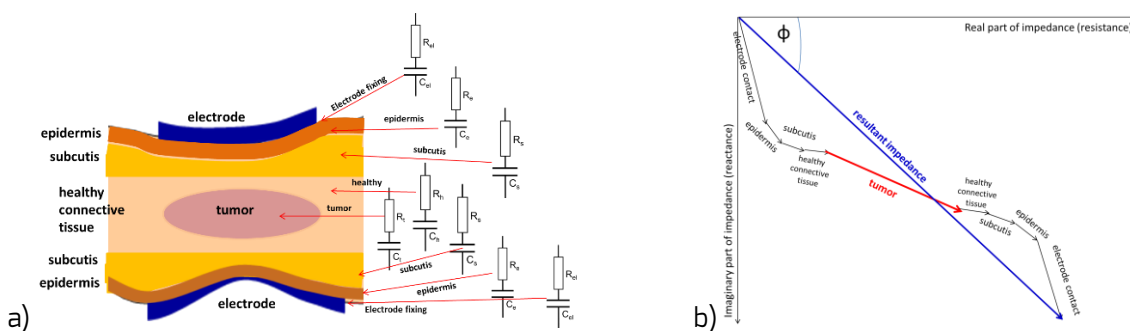 electrode
epidermis
subcutis
healthy
connective
tissue
tumor
subcutis
epidermis
electrode
a)
Electrode fixing
R_el
C_el
epidermis
R_e
C_e
subcutis
R_s
C_s
healthy
R_h
C_h
tumor
R_t
C_t
subcutis
R_s
C_s
epidermis
R_e
C_e
Electrode fixing
R_el
C_el
b)
Real part of impedance (resistance)
Imaginary part of impedance (reactance)
ϕ
electrode contact
epidermis
subcutis
healthy
connective
tissue
tumor
resultant impedance
healthy
connective
tissue
subcutis
epidermis
electrode contact